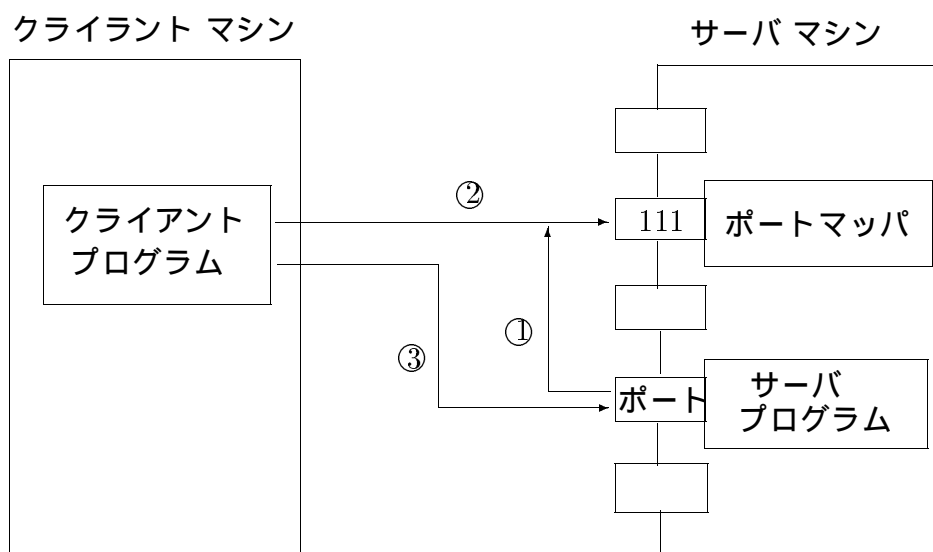 クライラント マシン
サーバ マシン
②
クライアント
プログラム
111
ポートマッパ
①
③
ポート
サーバ
プログラム